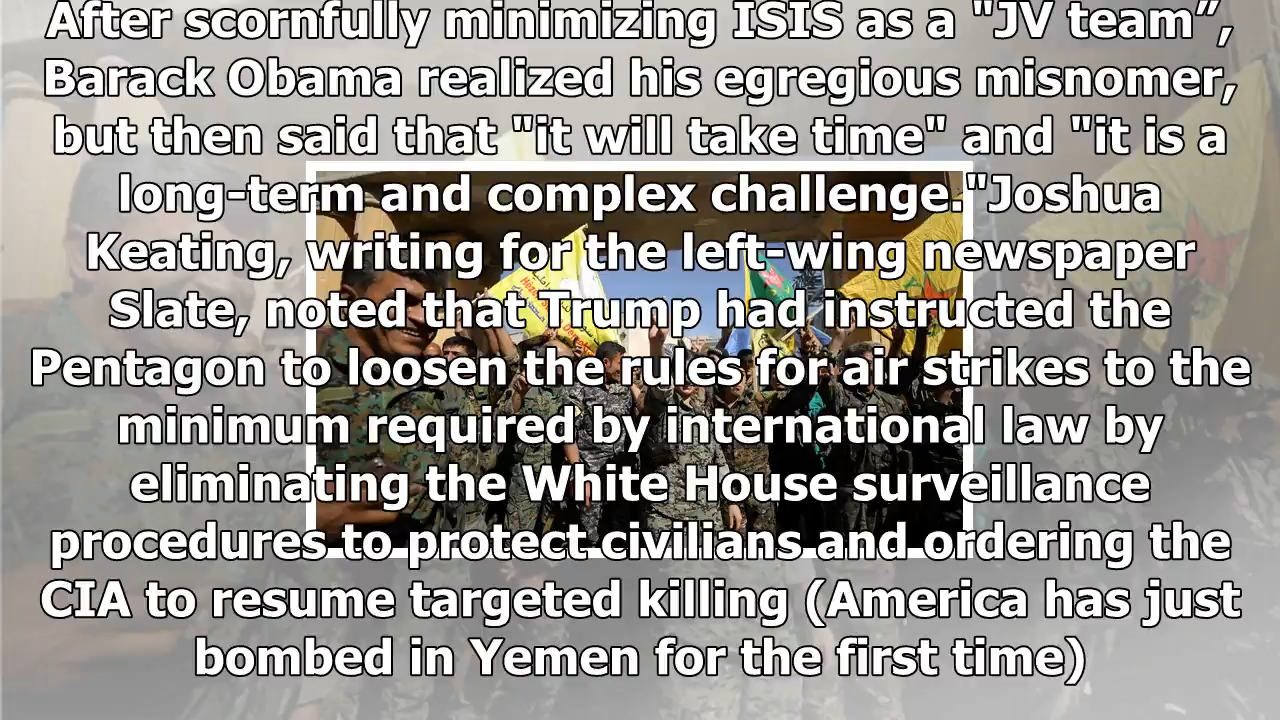 After scornfully minimizing ISIS as a "JV team”,
Barack Obama realized his egregious misnomer,
but then said that "it will take time" and "it is a
long-term and complex challenge."Joshua
Keating, writing for the left-wing newspaper
Slate, noted that Trump had instructed the
Pentagon to loosen the rules for air strikes to the
minimum required by international law by
eliminating the White House surveillance
procedures to protect civilians and ordering the
CIA to resume targeted killing (America has just
bombed in Yemen for the first time)